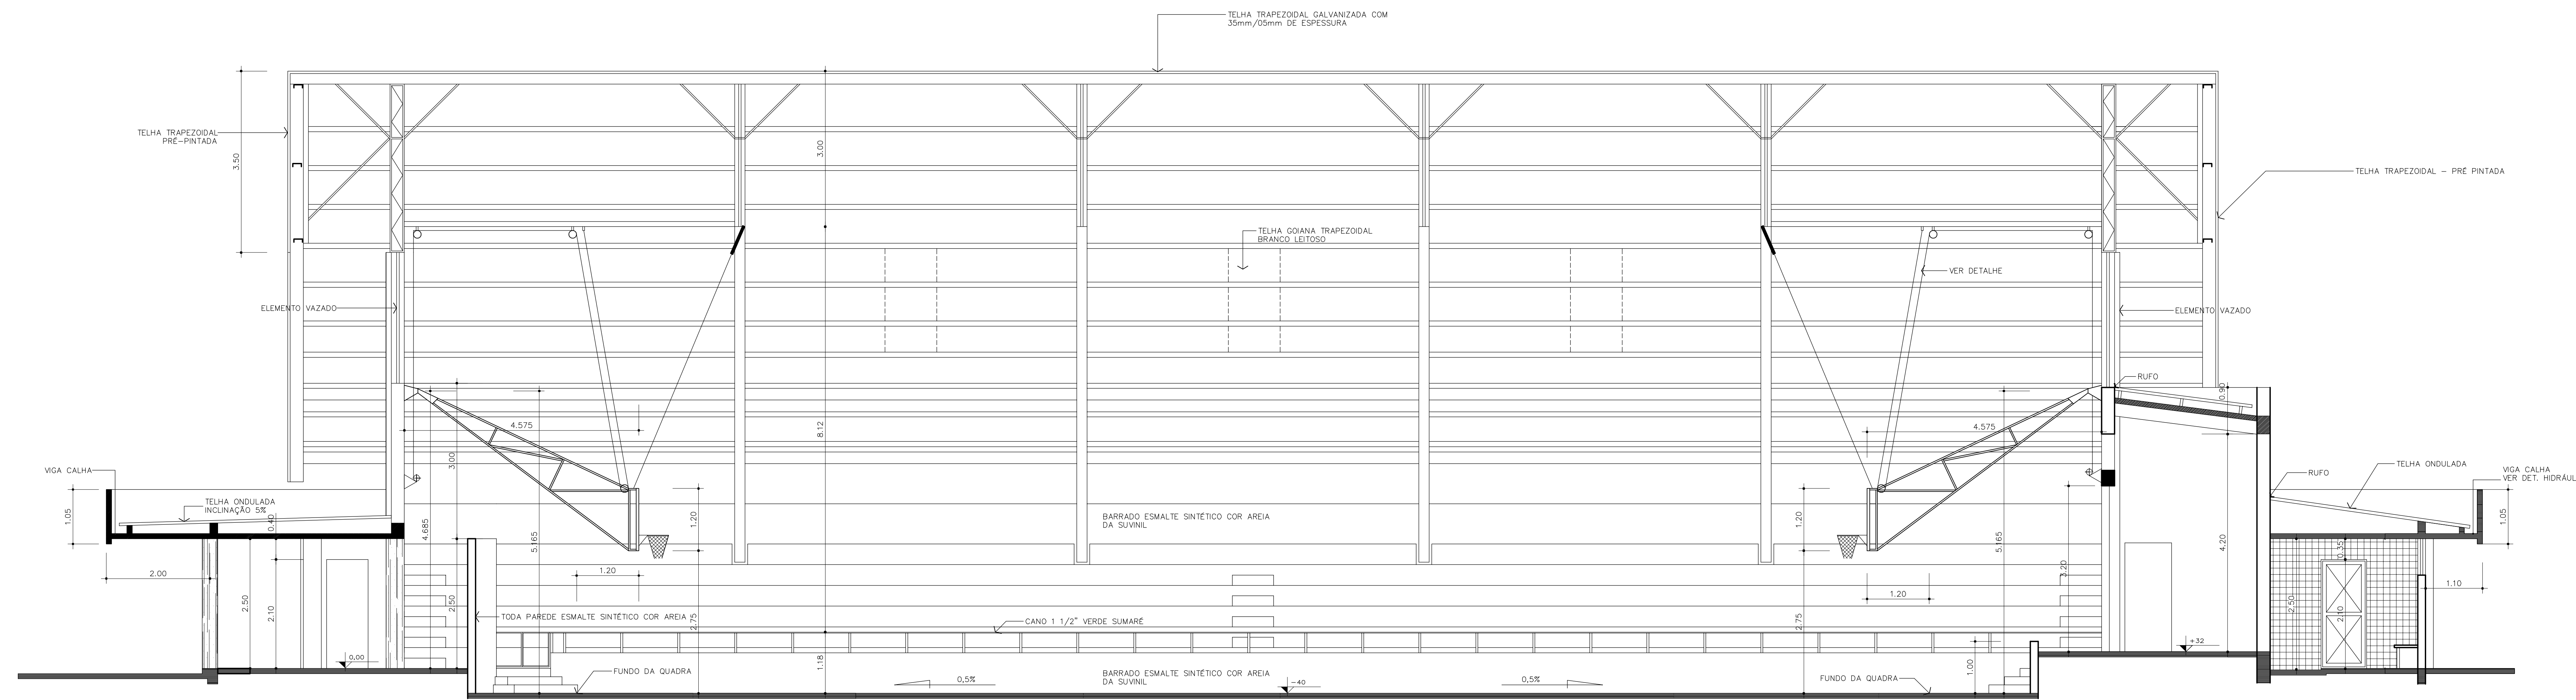 TELHA TRAPEZOIDAL GALVANIZADA COM
35mm/05mm DE ESPESSURA
TELHA TRAPEZOIDAL
PRÉ-PINTADA
3.50
3.00
TELHA TRAPEZOIDAL - PRÉ PINTADA
TELHA GOIANA TRAPEZOIDAL
BRANCO LEITOSO
VER DETALHE
ELEMENTO VAZADO
ELEMENTO VAZADO
RUFO
0.90
4.575
8.12
4.575
3.00
VIGA CALHA
TELHA ONDULADA
INCLINAÇÃO 5%
1.05
0.40
4.685
5.165
1.20
BARRADO ESMALTE SINTÉTICO COR AREIA
DA SUVINIL
1.20
5.165
RUFO
TELHA ONDULADA
VIGA CALHA
VER DET. HIDRÁUL
1.05
4.20
0.35
3.20
2.00
1.20
1.20
1.10
2.50
2.10
2.50
2.75
2.75
2.50
2.10
TODA PAREDE ESMALTE SINTÉTICO COR AREIA
CANO 1 1/2" VERDE SUMARÉ
0,00
+32
1.18
1.00
FUNDO DA QUADRA
0,5%
BARRADO ESMALTE SINTÉTICO COR AREIA
DA SUVINIL
-40
0,5%
FUNDO DA QUADRA